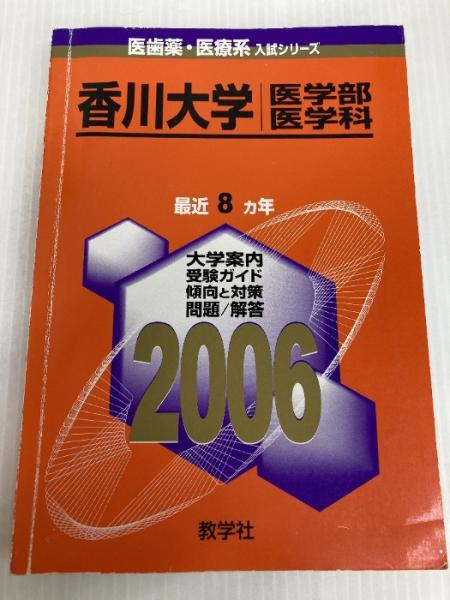 医歯薬・医療系 入試シリーズ
香川大学 医学部
医学科
最近 8 カ年
大学案内
受験ガイド
傾向と対策
問題/解答
2006
教学社